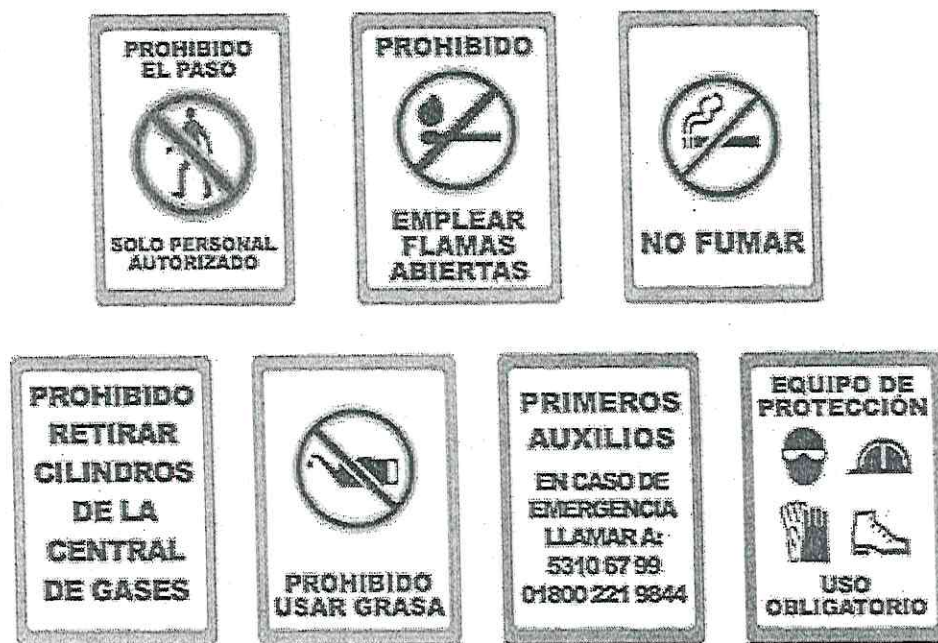 PROHIBIDO
EL PASO
SOLO PERSONAL
AUTORIZADO
PROHIBIDO
EMPLEAR
FLAMAS
ABIERTAS
NO FUMAR
PROHIBIDO
RETIRAR
CILINDROS
DE LA
CENTRAL
DE GASES
PROHIBIDO
USAR GRASA
PRIMEROS
AUXILIOS
EN CASO DE
EMERGENCIA
LLAMAR A:
5310 67 99
01800 221 9844
EQUIPO DE
PROTECCIÓN
USO
OBLIGATORIO